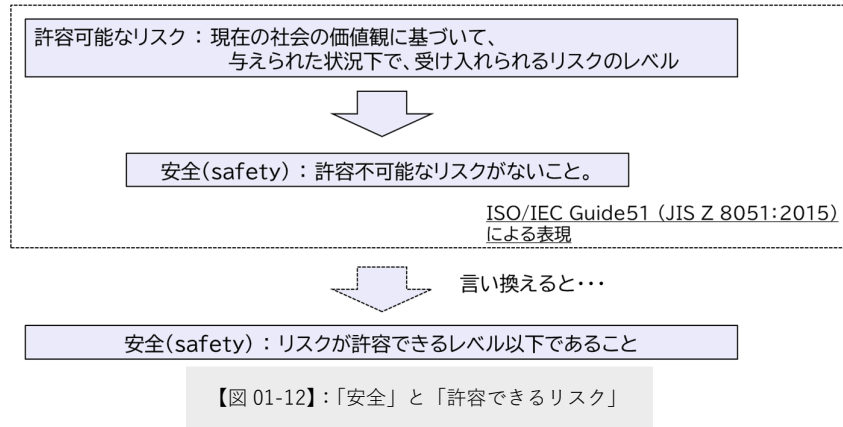 許容可能なリスク：現在の社会の価値観に基づいて、
与えられた状況下で、受け入れられるリスクのレベル
安全(safety)：許容不可能なリスクがないこと。
ISO/IEC Guide51 (JIS Z 8051:2015)
による表現
言い換えると・・・
安全(safety)：リスクが許容できるレベル以下であること
【図 01-12】：「安全」と「許容できるリスク」